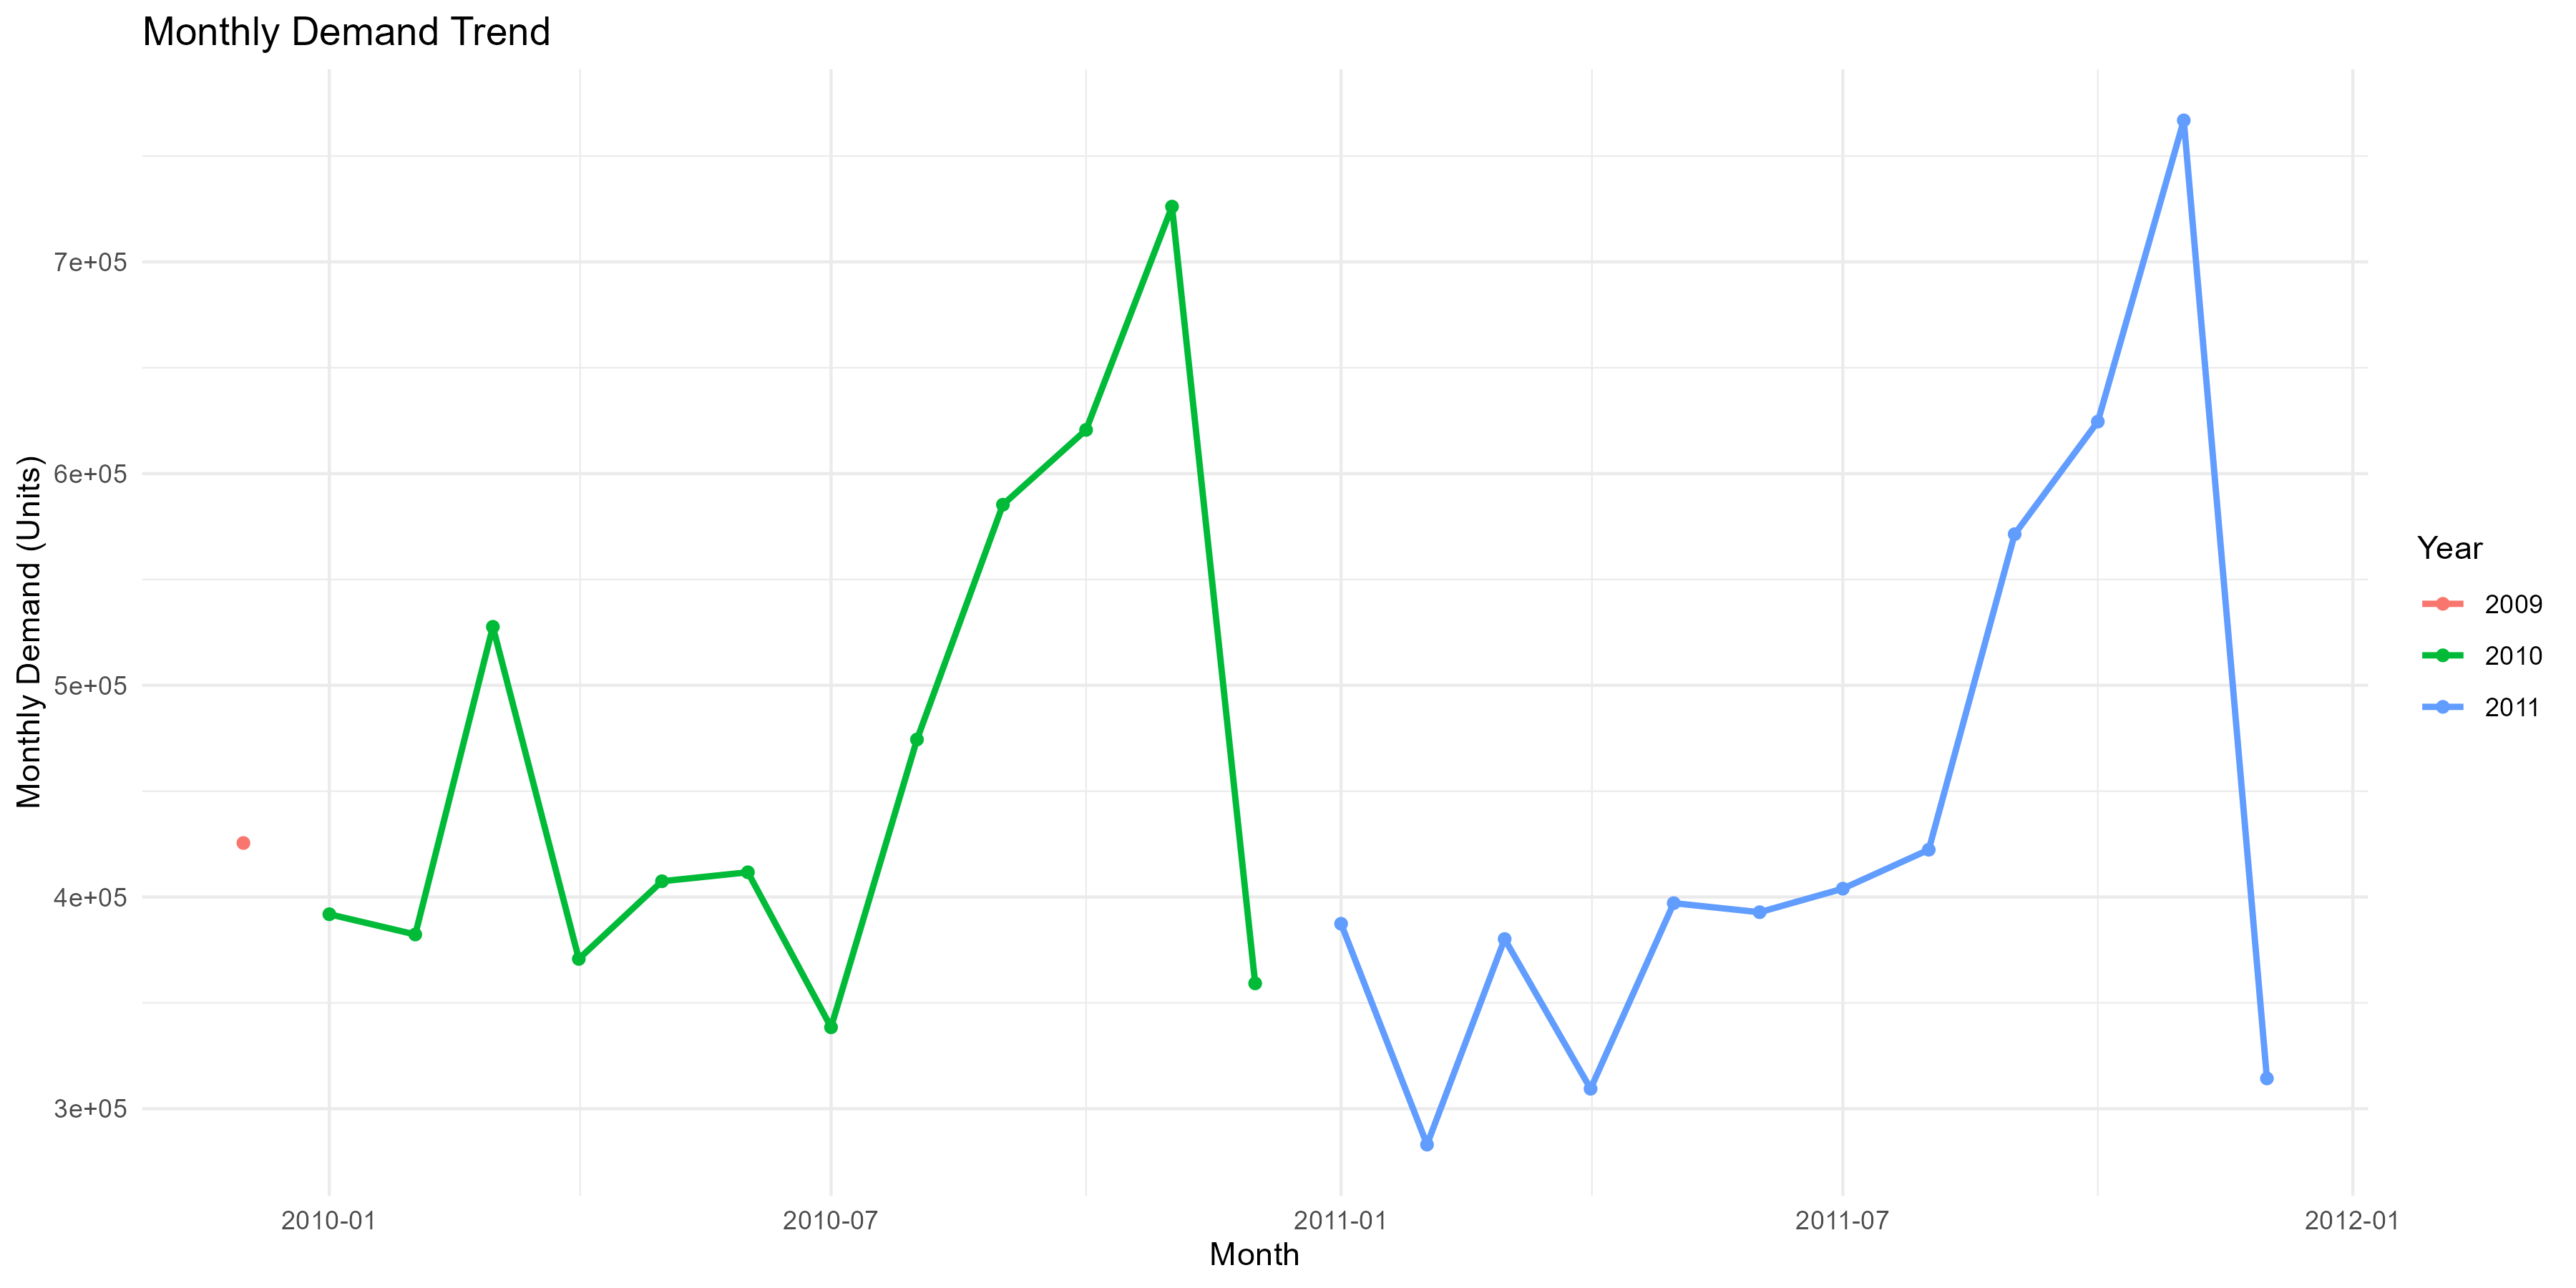 Monthly Demand Trend
Monthly Demand (Units)
7e+05
6e+05
5e+05
4e+05
3e+05
2010-01
2010-07
2011-01
2011-07
2012-01
Month
Year
2009
2010
2011